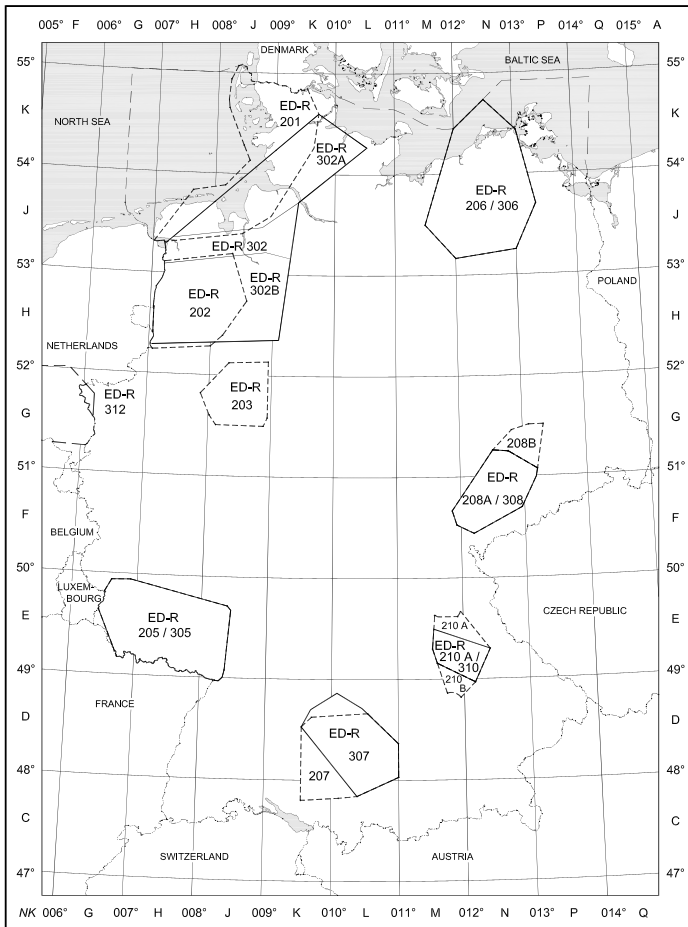 005° F 006° G 007° H 008° J 009° K 010° L 011° M 012° N 013° P 014° Q 015° A
DENMARK
55° 55°
BALTIC SEA
K K
NORTH SEA
ED-R
201
ED-R
302A
54° 54°
ED-R
206 / 306
J J
ED-R 302
53° 53°
ED-R
302B
POLAND
ED-R
202
H H
NETHERLANDS
52° 52°
ED-R
312
ED-R
203
G G
208B
51° 51°
ED-R
208A / 308
F F
BELGIUM
50° 50°
LUXEM-
BOURG
CZECH REPUBLIC
E E
ED-R
205 / 305
210 A
ED-R
210 A /
310
49° 49°
210
B
FRANCE
D D
ED-R
307
207
48° 48°
C C
SWITZERLAND
AUSTRIA
47° 47°
NK 006° G 007° H 008° J 009° K 010° L 011° M 012° N 013° P 014° Q 015° A